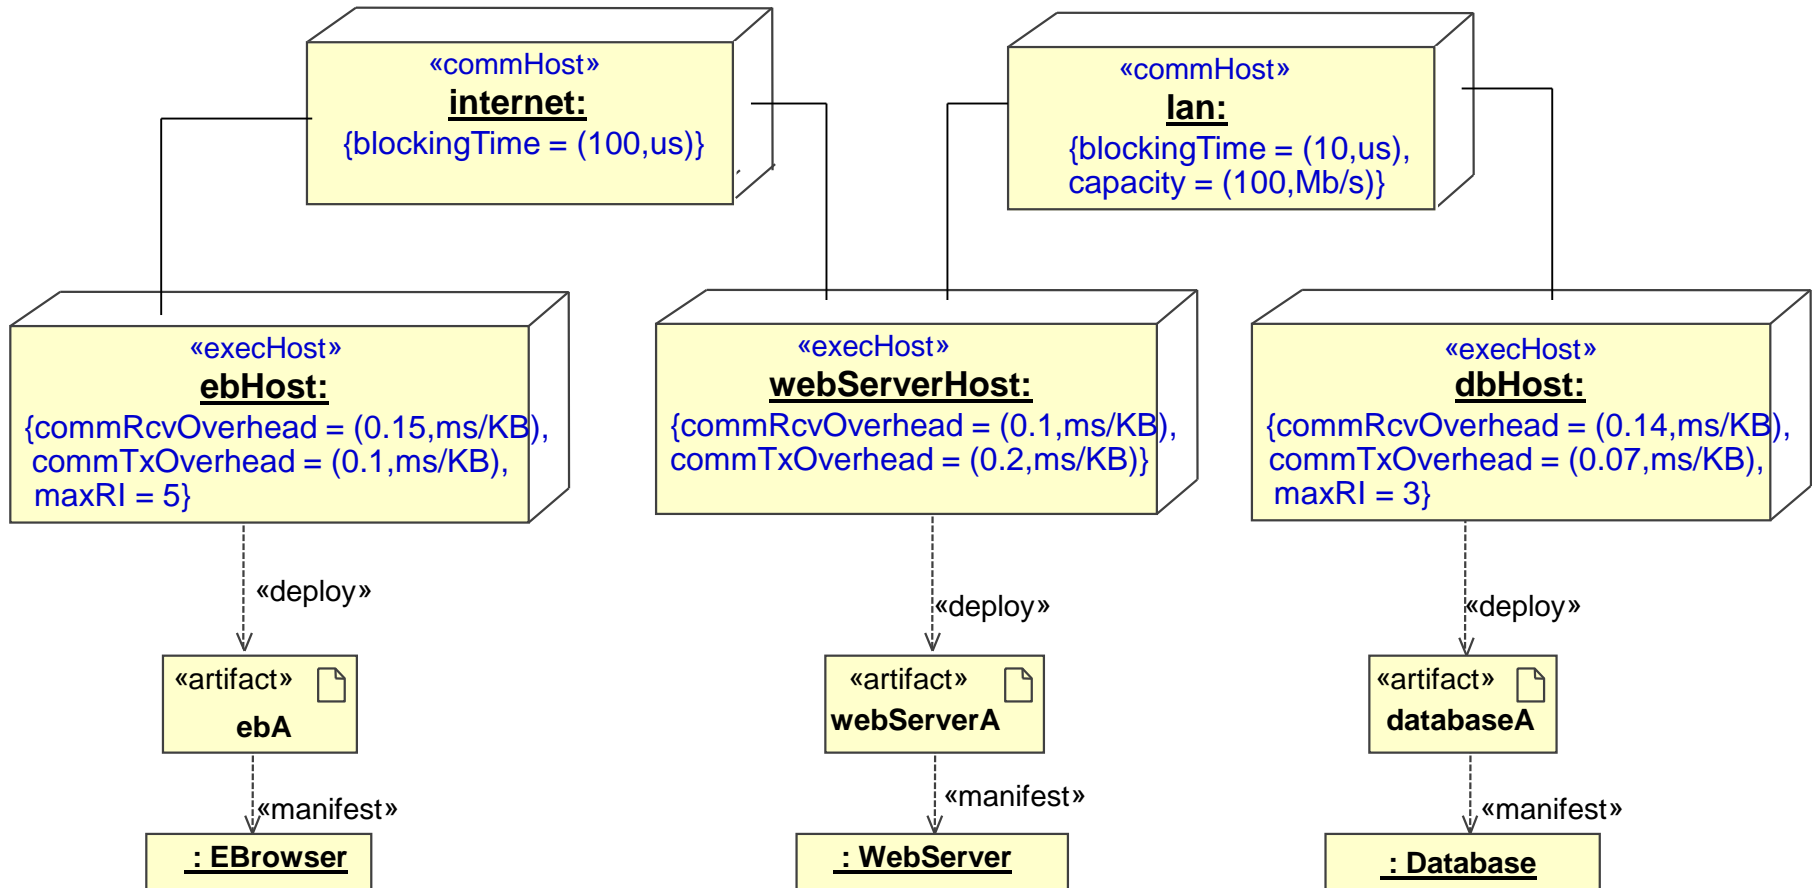 «commHost»
internet:
{blockingTime = (100,us)}
«commHost»
lan:
{blockingTime = (10,us),
capacity = (100,Mb/s)}
«execHost»
ebHost:
{commRcvOverhead = (0.15,ms/KB),
commTxOverhead = (0.1,ms/KB),
maxRI = 5}
«execHost»
webServerHost:
{commRcvOverhead = (0.1,ms/KB),
commTxOverhead = (0.2,ms/KB)}
«execHost»
dbHost:
{commRcvOverhead = (0.14,ms/KB),
commTxOverhead = (0.07,ms/KB),
maxRI = 3}
«deploy»
«deploy»
«deploy»
«artifact»
ebA
«artifact»
webServerA
«artifact»
databaseA
«manifest»
«manifest»
«manifest»
: EBrowser
: WebServer
: Database